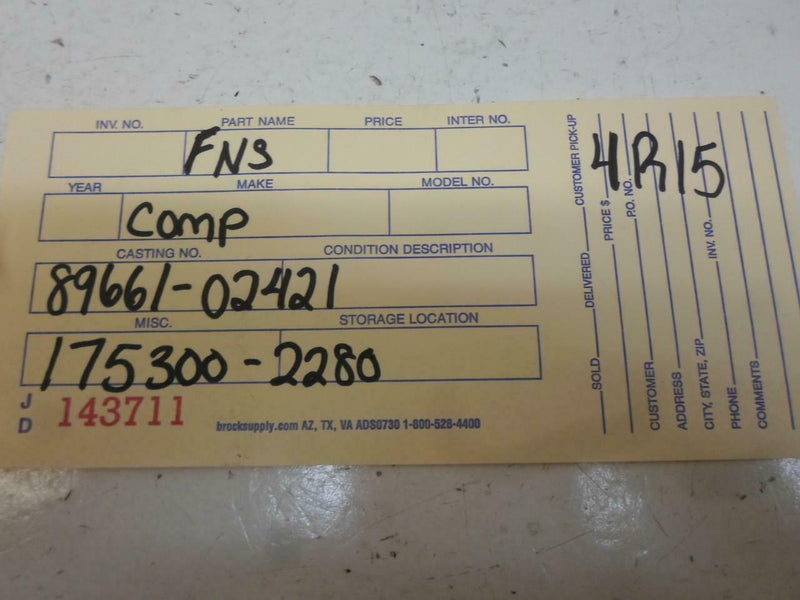 INV. NO. PART NAME PRICE INTER NO.
FNS
YEAR MAKE MODEL NO.
Comp
CASTING NO. CONDITION DESCRIPTION
89661-02421
MISC. STORAGE LOCATION
175300-2280
J D 143711
brocksupply.com AZ, TX, VA ADS0730 1-800-528-4400
4R15
SOLD DELIVERED CUSTOMER PICK-UP
PRICE $
P.O. NO.
CUSTOMER
ADDRESS
CITY, STATE, ZIP INV. NO.
PHONE
COMMENTS